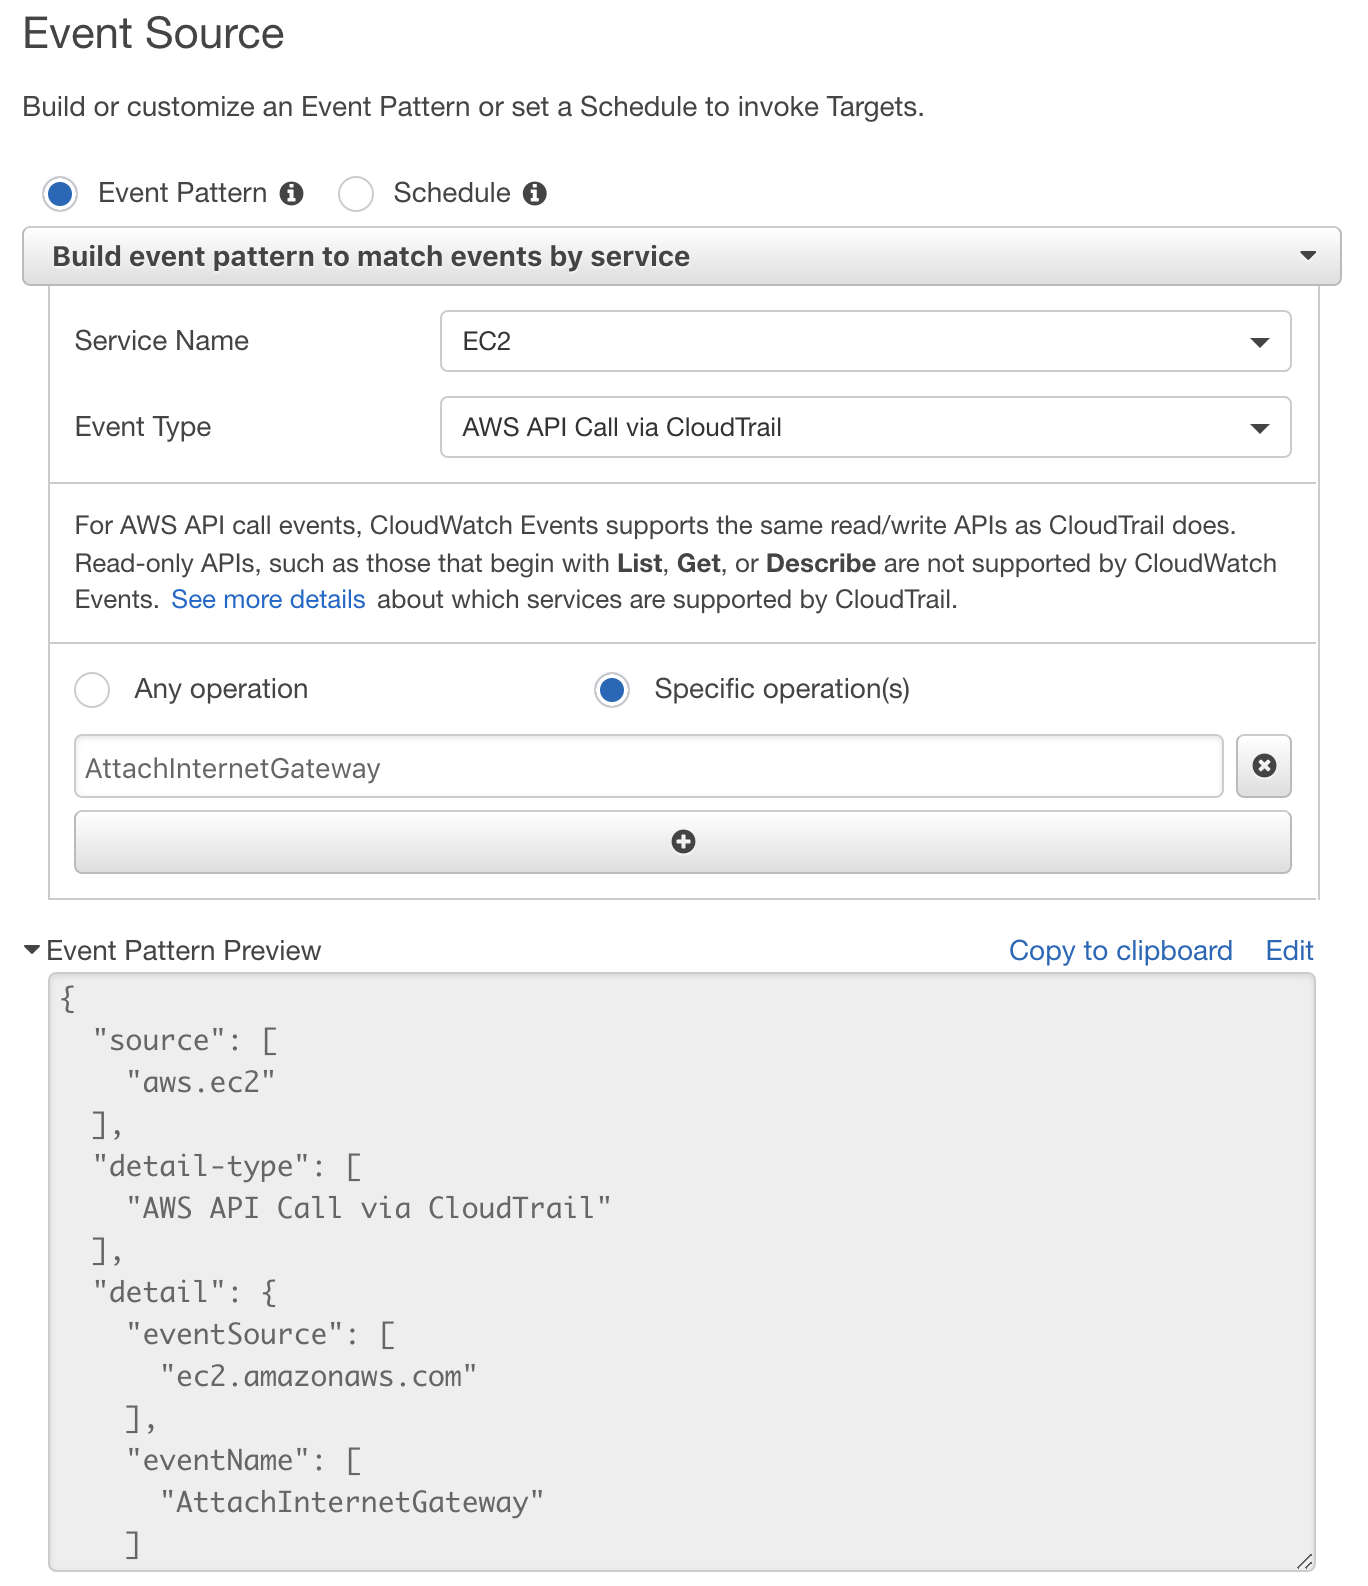 Event Source
Build or customize an Event Pattern or set a Schedule to invoke Targets.
Event Pattern Schedule
Build event pattern to match events by service
Service Name EC2
Event Type AWS API Call via CloudTrail
For AWS API call events, CloudWatch Events supports the same read/write APIs as CloudTrail does.
Read-only APIs, such as those that begin with List, Get, or Describe are not supported by CloudWatch
Events. See more details about which services are supported by CloudTrail.
Any operation Specific operation(s)
AttachInternetGateway
Event Pattern Preview Copy to clipboard Edit
{
  "source": [
    "aws.ec2"
  ],
  "detail-type": [
    "AWS API Call via CloudTrail"
  ],
  "detail": {
    "eventSource": [
      "ec2.amazonaws.com"
    ],
    "eventName": [
      "AttachInternetGateway"
    ]